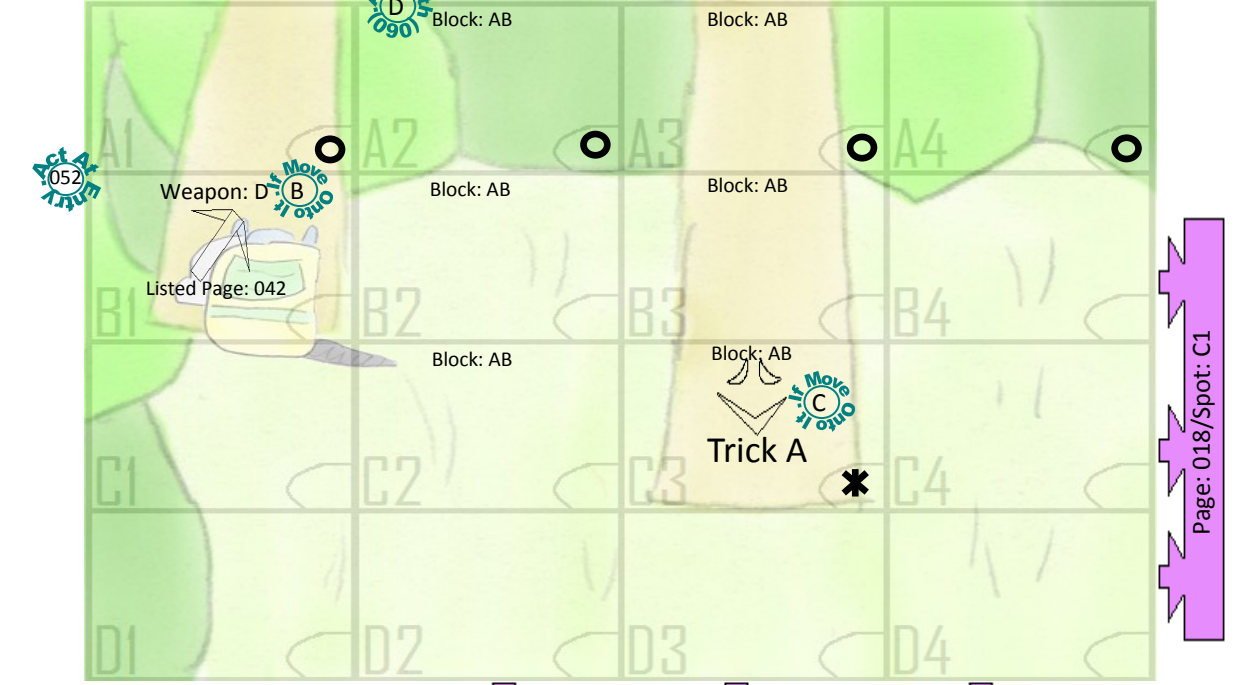 D
th (060).
Block: AB
Block: AB
A1
A2
A3
A4
.Act At Entry.
052
Weapon: D
.If Move Onto It.
B
Block: AB
Block: AB
Listed Page: 042
B1
B2
B3
B4
Block: AB
Block: AB
.If Move Onto It.
C
Trick A
C1
C2
C3
C4
Page: 018/Spot: C1
D1
D2
D3
D4